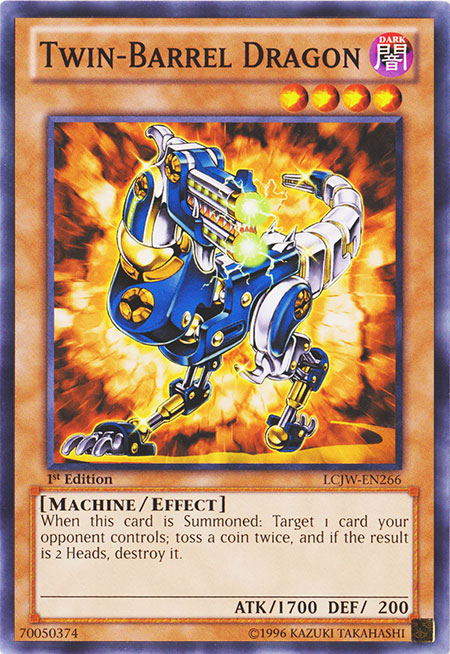 TWIN-BARREL DRAGON
DARK
闇
1st Edition
LCJW-EN266
[MACHINE/EFFECT]
When this card is Summoned: Target 1 card your
opponent controls; toss a coin twice, and if the result
is 2 Heads, destroy it.
ATK/1700 DEF/ 200
70050374
©1996 KAZUKI TAKAHASHI